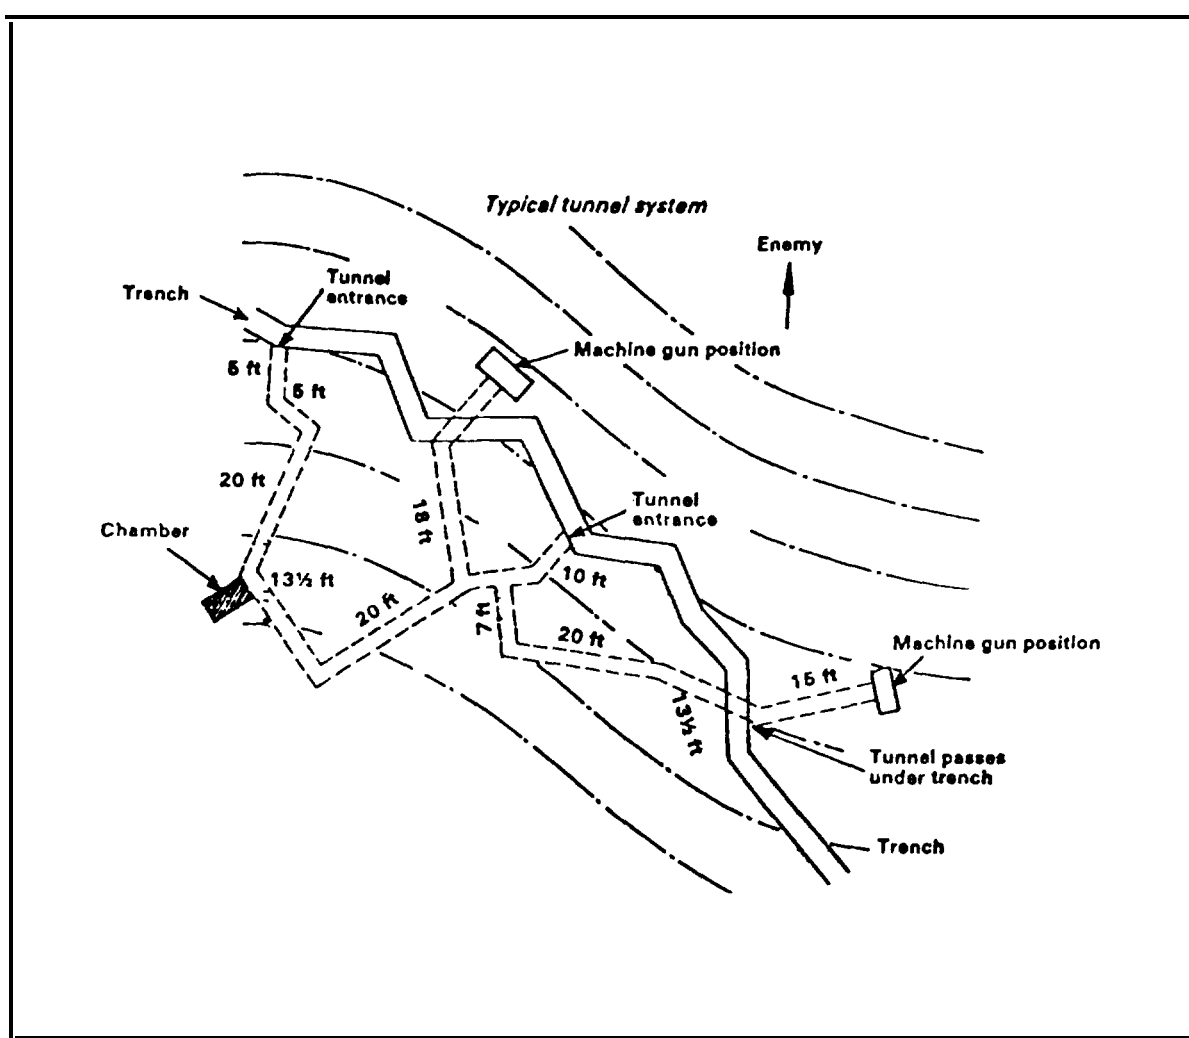 Typical tunnel system
Enemy
Tunnel
entrance
Trench
Machine gun position
5 ft
5 ft
20 ft
18 ft
Tunnel
entrance
Chamber
13½ ft
10 ft
20 ft
7 ft
20 ft
Machine gun position
15 ft
13½ ft
Tunnel passes
under trench
Trench